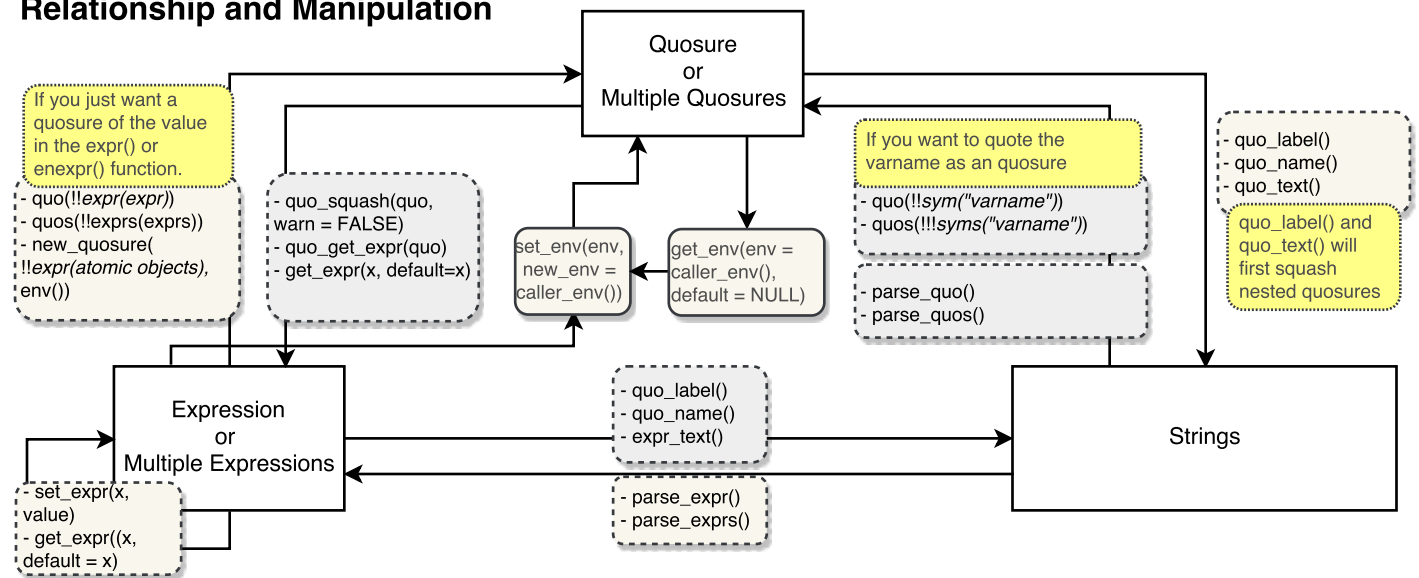 Relationship and Manipulation
Quosure
or
Multiple Quosures
If you just want a
quosure of the value
in the expr() or
enexpr() function.
- quo(!!expr(expr))
- quos(!!exprs(exprs))
- new_quosure(
!!expr(atomic objects),
env())
- quo_squash(quo,
warn = FALSE)
- quo_get_expr(quo)
- get_expr(x, default=x)
set_env(env,
new_env =
caller_env())
get_env(env =
caller_env(),
default = NULL)
If you want to quote the
varname as an quosure
- quo(!!sym("varname"))
- quos(!!!syms("varname"))
- parse_quo()
- parse_quos()
- quo_label()
- quo_name()
- quo_text()
quo_label() and
quo_text() will
first squash
nested quosures
Expression
or
Multiple Expressions
- set_expr(x,
value)
- get_expr((x,
default = x)
- quo_label()
- quo_name()
- expr_text()
- parse_expr()
- parse_exprs()
Strings